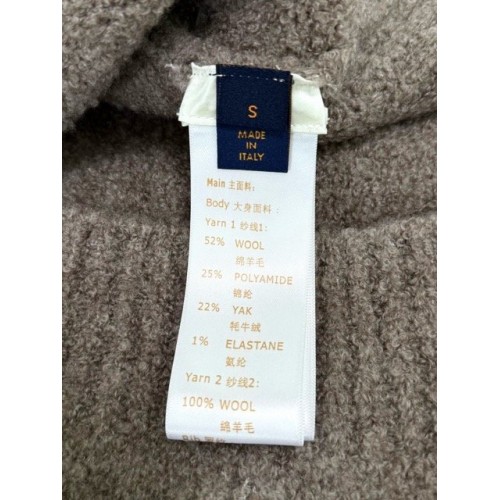 S
MADE
IN
ITALY
Main 主面料:
Body 大身面料 :
Yarn 1 纱线1:
52% WOOL
绵羊毛
25% POLYAMIDE
锦纶
22% YAK
牦牛绒
1% ELASTANE
氨纶
Yarn 2 纱线2:
100% WOOL
绵羊毛